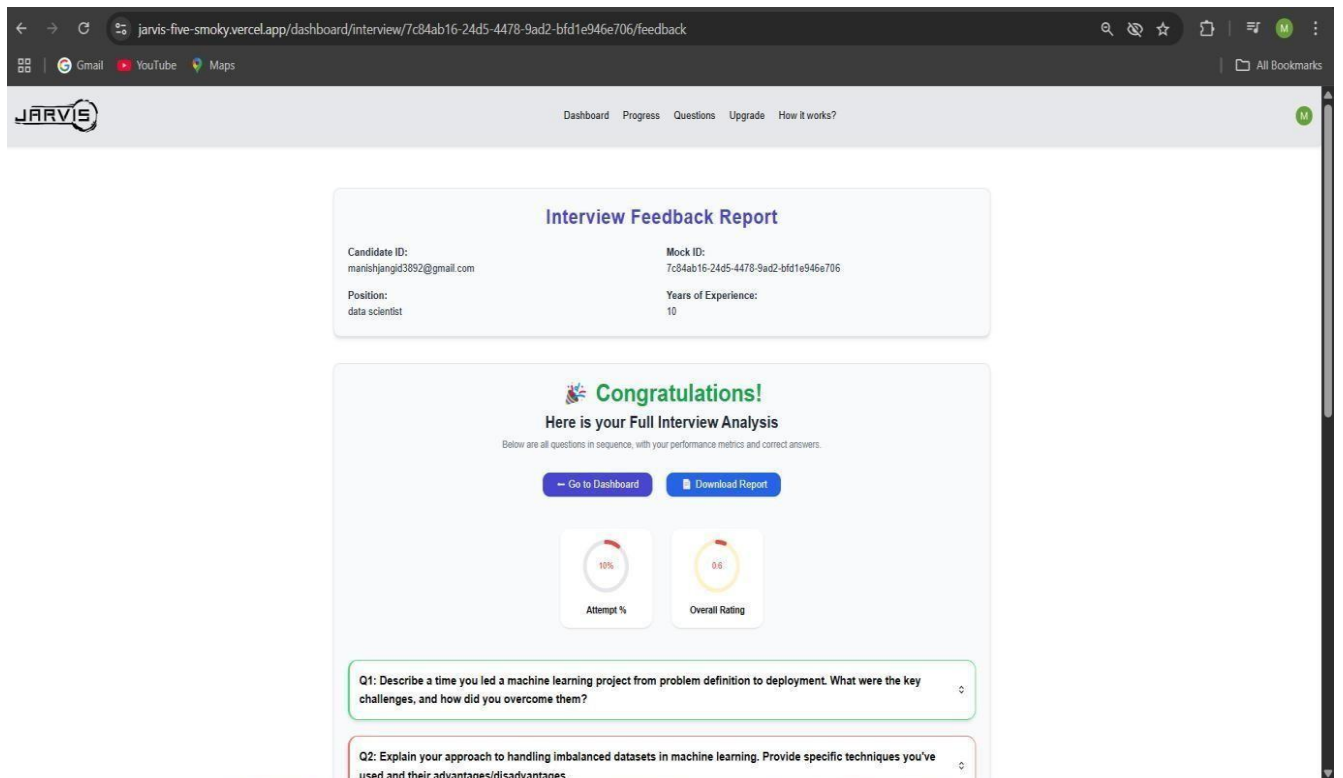 jarvis-five-smoky.vercel.app/dashboard/interview/7c84ab16-24d5-4478-9ad2-bfd1e946e706/feedback
M
Gmail YouTube Maps
All Bookmarks
JARVIS
Dashboard Progress Questions Upgrade How it works?
M
Interview Feedback Report
Candidate ID: Mock ID:
manishjangid3892@gmail.com 7c84ab16-24d5-4478-9ad2-bfd1e946e706
Position: Years of Experience:
data scientist 10
Congratulations!
Here is your Full Interview Analysis
Below are all questions in sequence, with your performance metrics and correct answers.
← Go to Dashboard Download Report
10% 0.6
Attempt % Overall Rating
Q1: Describe a time you led a machine learning project from problem definition to deployment. What were the key
challenges, and how did you overcome them?
Q2: Explain your approach to handling imbalanced datasets in machine learning. Provide specific techniques you've
used and their advantages/disadvantages.